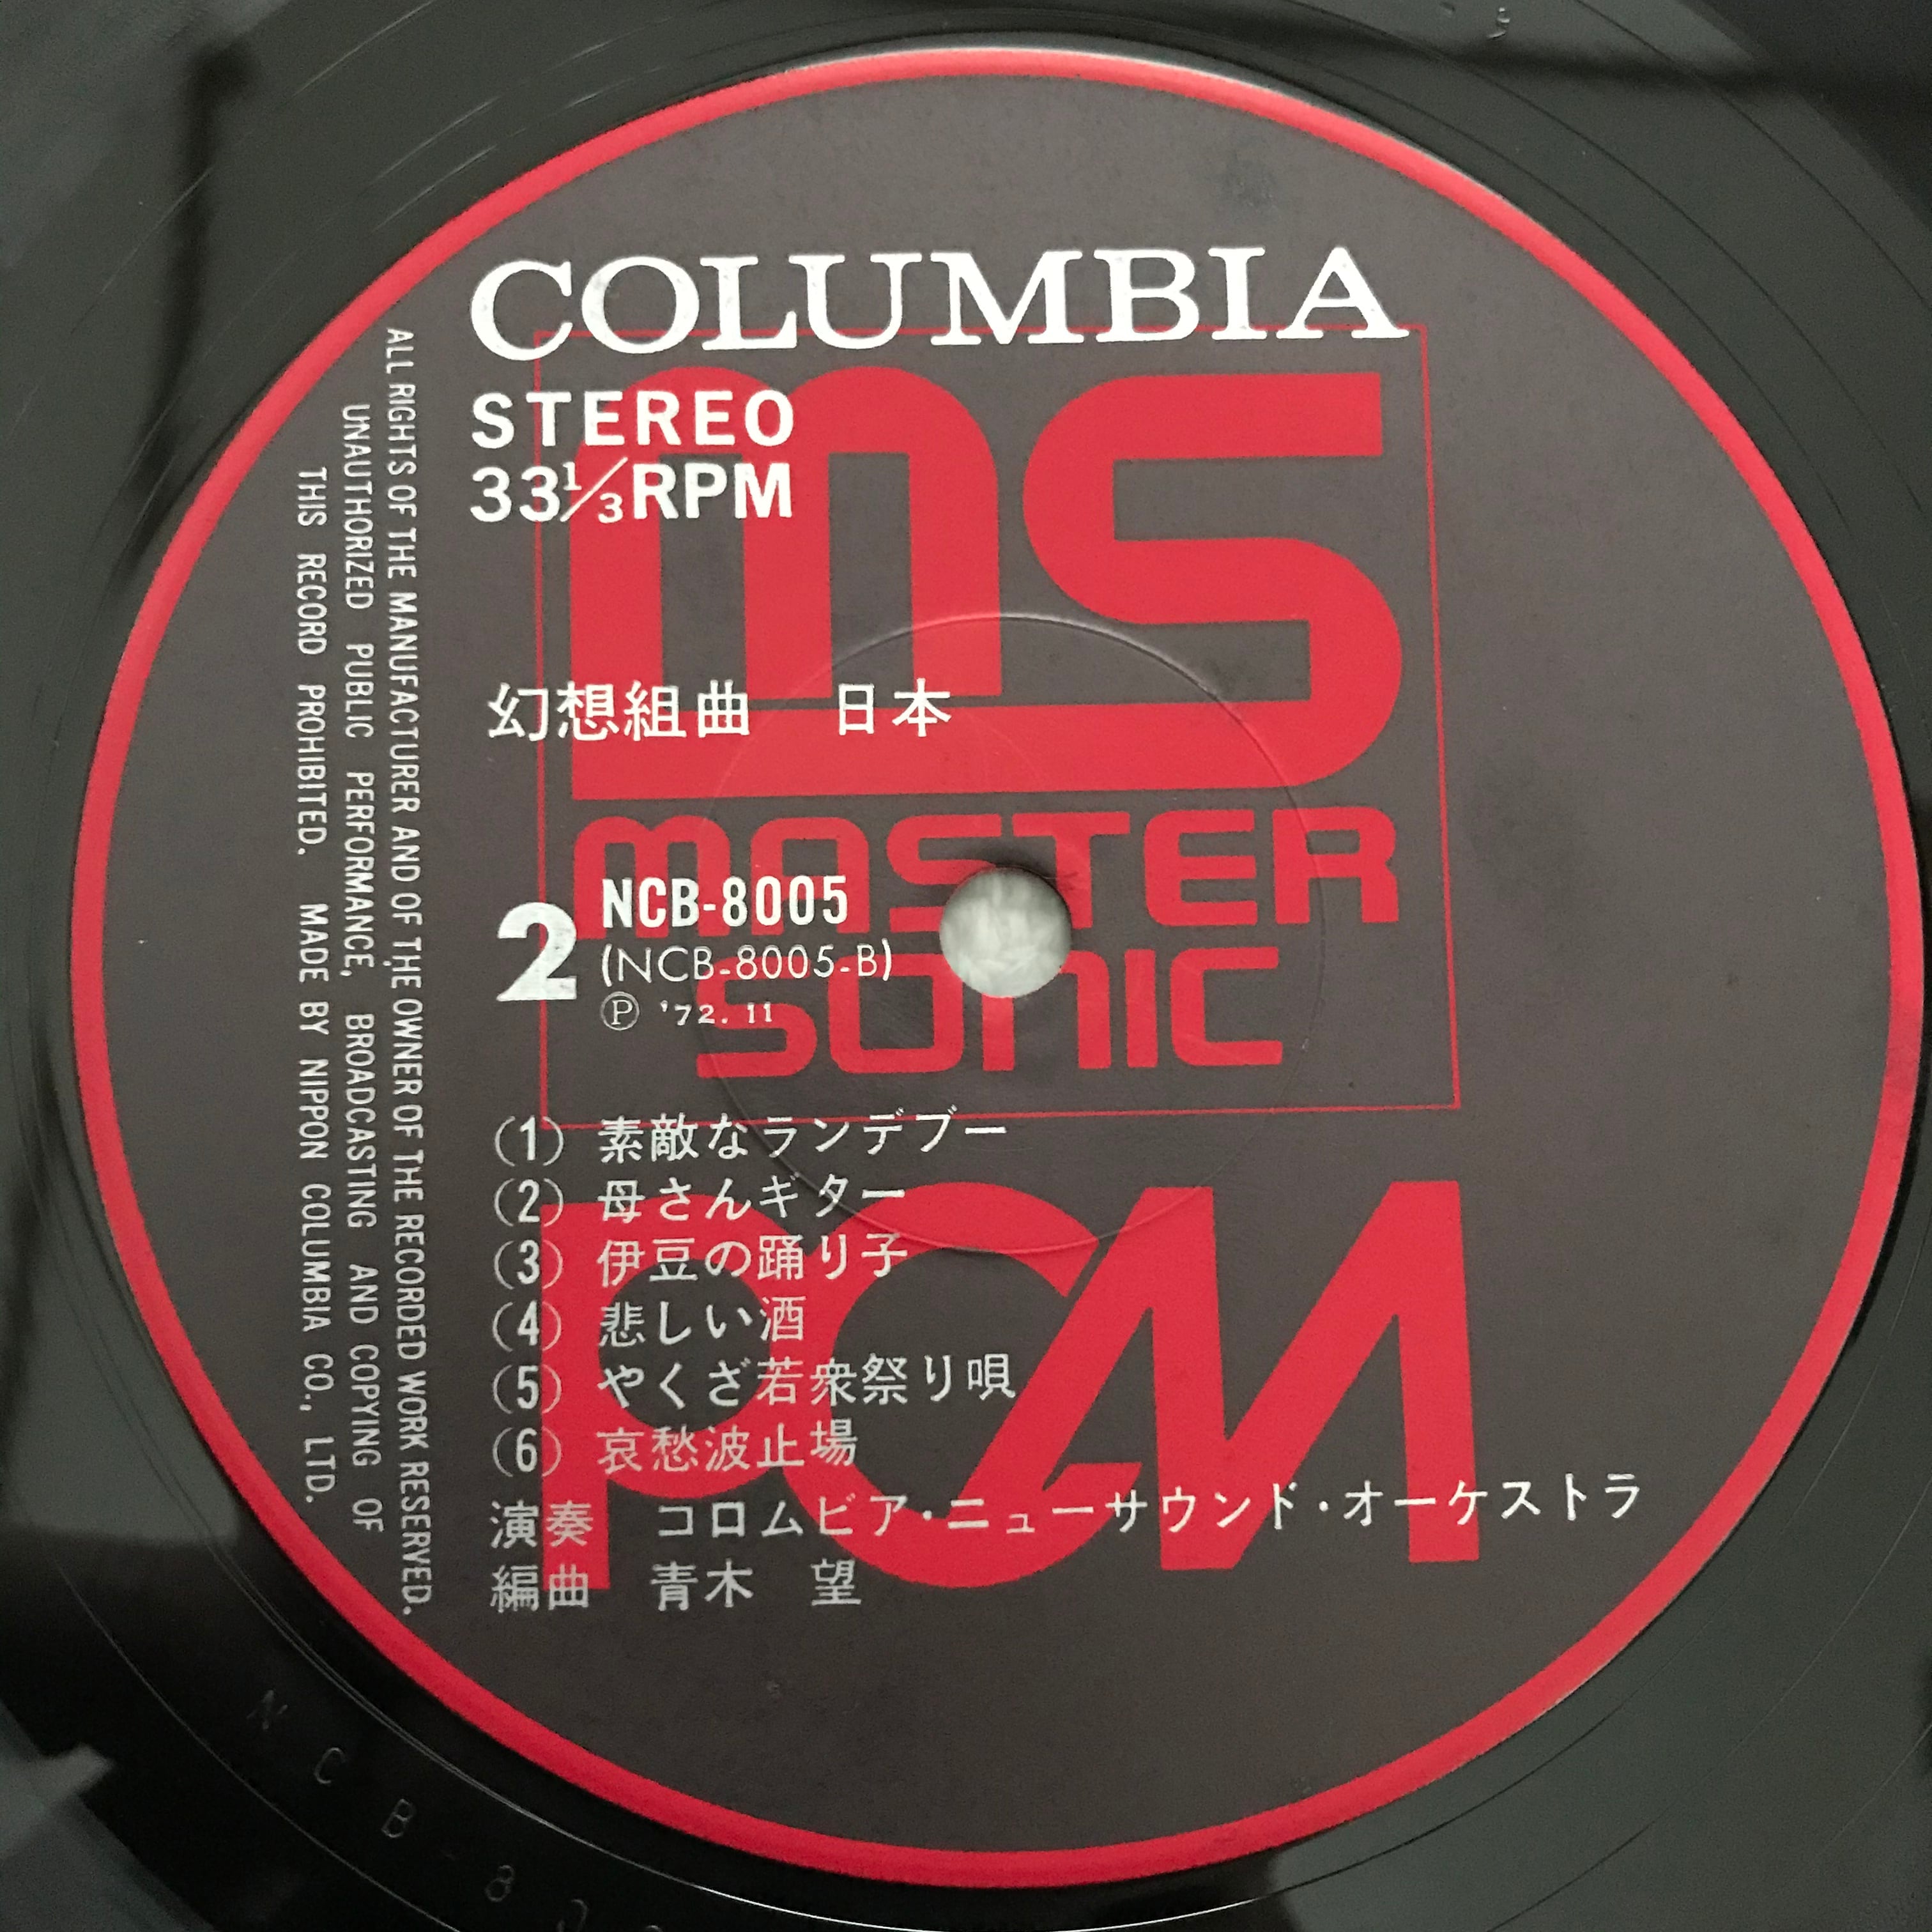 COLUMBIA
STEREO
33⅓RPM
ms
幻想組曲 日本
MASTER
SONIC
2
NCB-8005
(NCB-8005-B)
Ⓟ '72. 11
(1) 素敵なランデブー
(2) 母さんギター
(3) 伊豆の踊り子
(4) 悲しい酒
(5) やくざ若衆祭り唄
(6) 哀愁波止場
演奏 コロムビア・ニューサウンド・オーケストラ
編曲 青木 望
PCM
ALL RIGHTS OF THE MANUFACTURER AND OF THE OWNER OF THE RECORDED WORK RESERVED.
UNAUTHORIZED PUBLIC PERFORMANCE, BROADCASTING AND COPYING OF
THIS RECORD PROHIBITED. MADE BY NIPPON COLUMBIA CO., LTD.